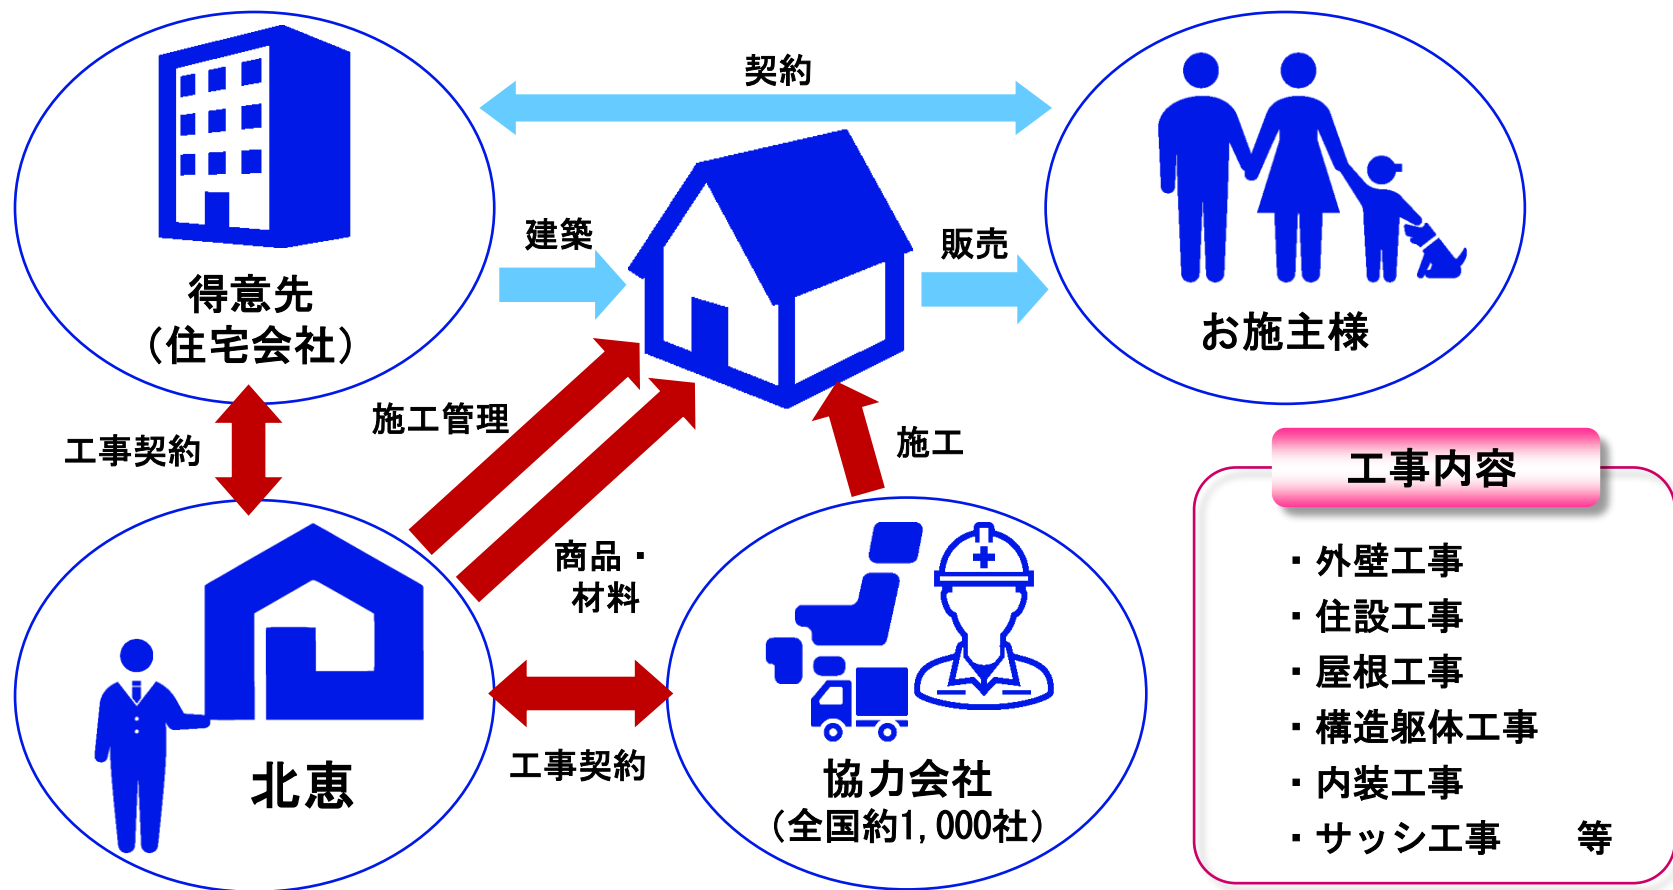 契約
建築
販売
得意先
（住宅会社）
お施主様
工事契約
施工管理
施工
商品・
材料
北恵
工事契約
協力会社
（全国約1,000社）
工事内容
・外壁工事
・住設工事
・屋根工事
・構造躯体工事
・内装工事
・サッシ工事　　等